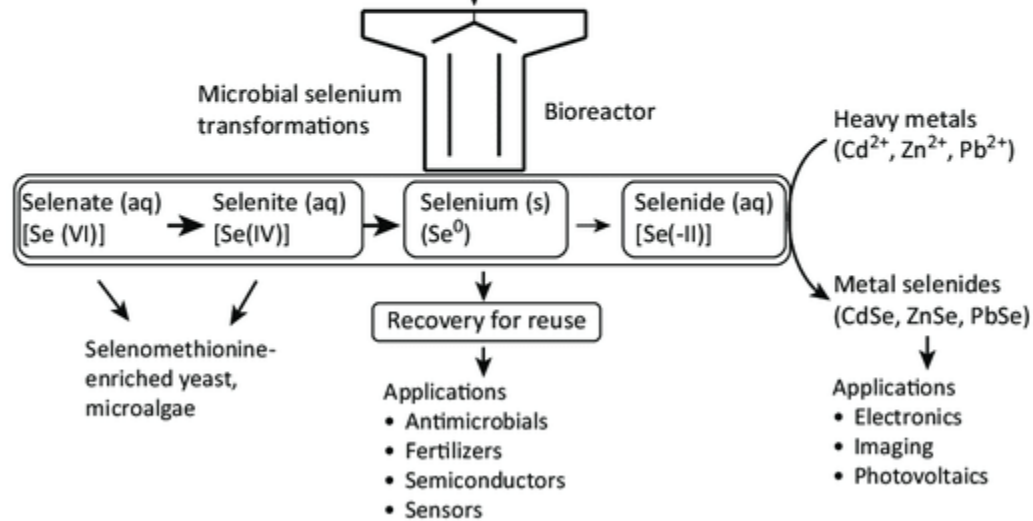 Microbial selenium
transformations
Bioreactor
Heavy metals
(Cd²⁺, Zn²⁺, Pb²⁺)
Selenate (aq)
[Se (VI)]
Selenite (aq)
[Se(IV)]
Selenium (s)
(Se⁰)
Selenide (aq)
[Se(-II)]
Metal selenides
(CdSe, ZnSe, PbSe)
Recovery for reuse
Selenomethionine-
enriched yeast,
microalgae
Applications
• Antimicrobials
• Fertilizers
• Semiconductors
• Sensors
Applications
• Electronics
• Imaging
• Photovoltaics